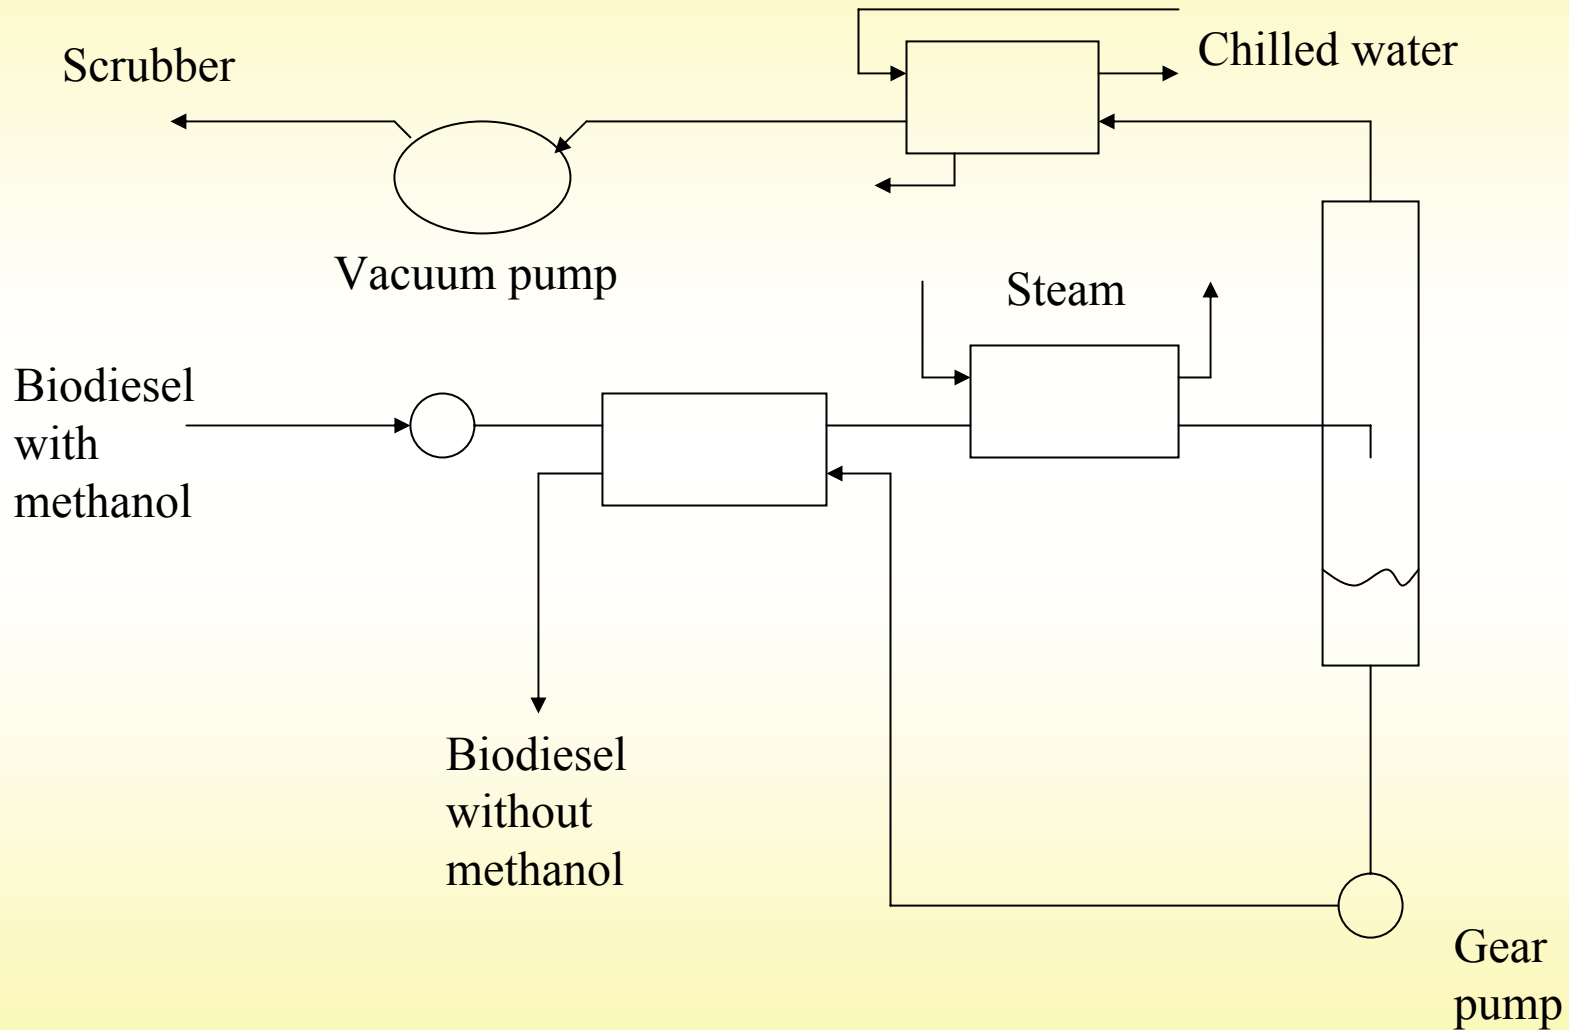 Scrubber
Chilled water
Vacuum pump
Steam
Biodiesel
with
methanol
Biodiesel
without
methanol
Gear
pump